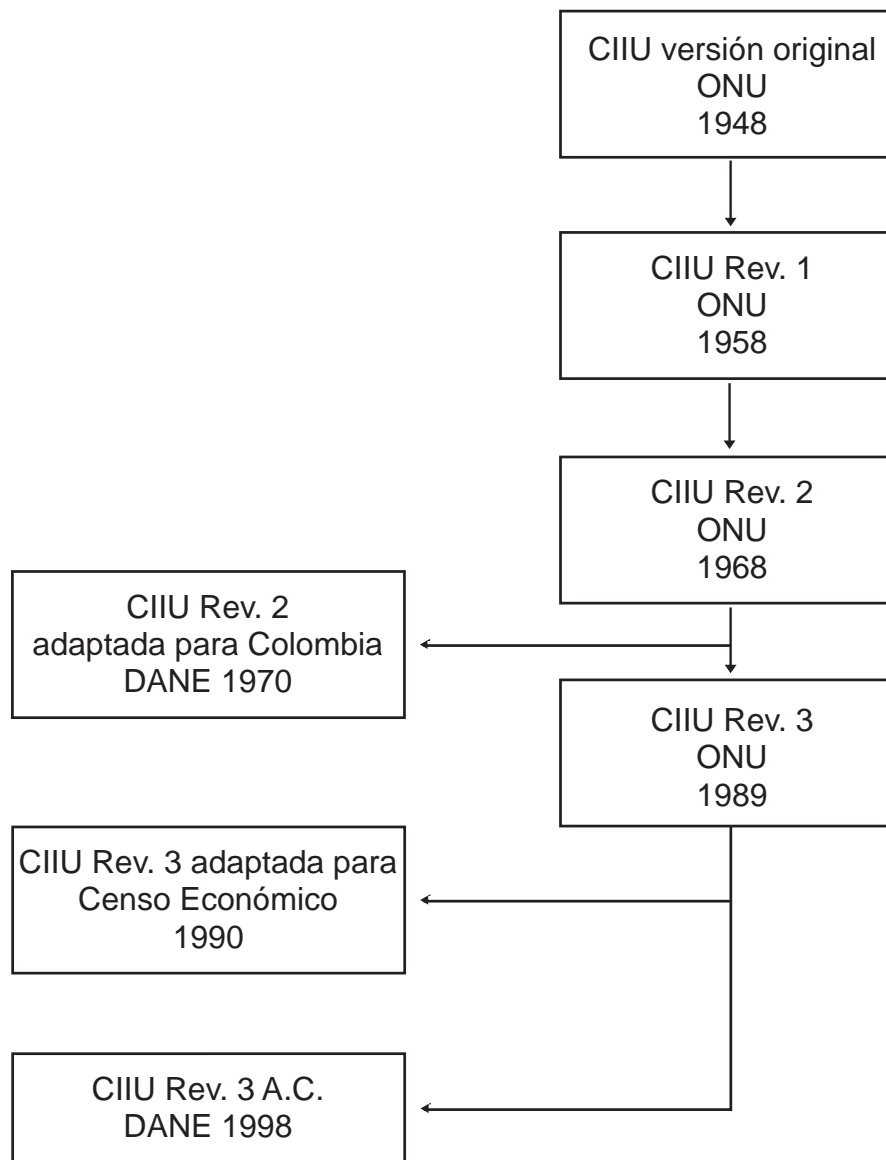 CIIU versión original
ONU
1948
CIIU Rev. 1
ONU
1958
CIIU Rev. 2
ONU
1968
CIIU Rev. 2
adaptada para Colombia
DANE 1970
CIIU Rev. 3
ONU
1989
CIIU Rev. 3 adaptada para
Censo Económico
1990
CIIU Rev. 3 A.C.
DANE 1998